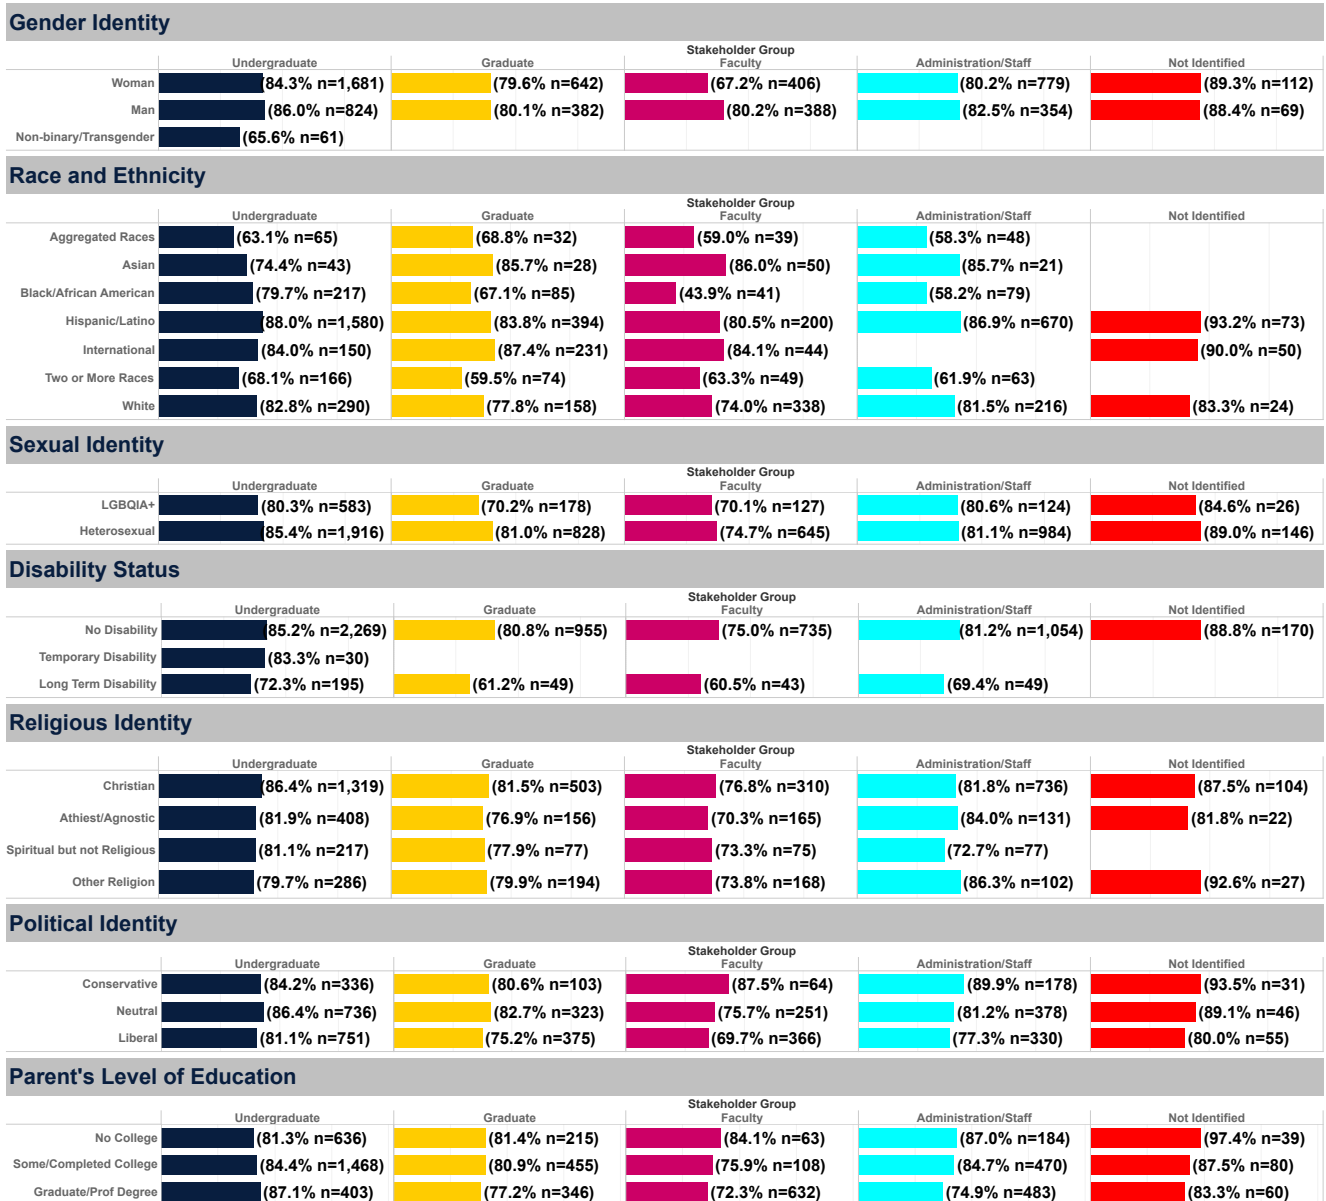 Gender Identity
Stakeholder Group
Undergraduate Graduate Faculty Administration/Staff Not Identified
Woman (84.3% n=1,681) (79.6% n=642) (67.2% n=406) (80.2% n=779) (89.3% n=112)
Man (86.0% n=824) (80.1% n=382) (80.2% n=388) (82.5% n=354) (88.4% n=69)
Non-binary/Transgender (65.6% n=61)
Race and Ethnicity
Stakeholder Group
Undergraduate Graduate Faculty Administration/Staff Not Identified
Aggregated Races (63.1% n=65) (68.8% n=32) (59.0% n=39) (58.3% n=48)
Asian (74.4% n=43) (85.7% n=28) (86.0% n=50) (85.7% n=21)
Black/African American (79.7% n=217) (67.1% n=85) (43.9% n=41) (58.2% n=79)
Hispanic/Latino (88.0% n=1,580) (83.8% n=394) (80.5% n=200) (86.9% n=670) (93.2% n=73)
International (84.0% n=150) (87.4% n=231) (84.1% n=44) (90.0% n=50)
Two or More Races (68.1% n=166) (59.5% n=74) (63.3% n=49) (61.9% n=63)
White (82.8% n=290) (77.8% n=158) (74.0% n=338) (81.5% n=216) (83.3% n=24)
Sexual Identity
Stakeholder Group
Undergraduate Graduate Faculty Administration/Staff Not Identified
LGBQIA+ (80.3% n=583) (70.2% n=178) (70.1% n=127) (80.6% n=124) (84.6% n=26)
Heterosexual (85.4% n=1,916) (81.0% n=828) (74.7% n=645) (81.1% n=984) (89.0% n=146)
Disability Status
Stakeholder Group
Undergraduate Graduate Faculty Administration/Staff Not Identified
No Disability (85.2% n=2,269) (80.8% n=955) (75.0% n=735) (81.2% n=1,054) (88.8% n=170)
Temporary Disability (83.3% n=30)
Long Term Disability (72.3% n=195) (61.2% n=49) (60.5% n=43) (69.4% n=49)
Religious Identity
Stakeholder Group
Undergraduate Graduate Faculty Administration/Staff Not Identified
Christian (86.4% n=1,319) (81.5% n=503) (76.8% n=310) (81.8% n=736) (87.5% n=104)
Athiest/Agnostic (81.9% n=408) (76.9% n=156) (70.3% n=165) (84.0% n=131) (81.8% n=22)
Spiritual but not Religious (81.1% n=217) (77.9% n=77) (73.3% n=75) (72.7% n=77)
Other Religion (79.7% n=286) (79.9% n=194) (73.8% n=168) (86.3% n=102) (92.6% n=27)
Political Identity
Stakeholder Group
Undergraduate Graduate Faculty Administration/Staff Not Identified
Conservative (84.2% n=336) (80.6% n=103) (87.5% n=64) (89.9% n=178) (93.5% n=31)
Neutral (86.4% n=736) (82.7% n=323) (75.7% n=251) (81.2% n=378) (89.1% n=46)
Liberal (81.1% n=751) (75.2% n=375) (69.7% n=366) (77.3% n=330) (80.0% n=55)
Parent's Level of Education
Stakeholder Group
Undergraduate Graduate Faculty Administration/Staff Not Identified
No College (81.3% n=636) (81.4% n=215) (84.1% n=63) (87.0% n=184) (97.4% n=39)
Some/Completed College (84.4% n=1,468) (80.9% n=455) (75.9% n=108) (84.7% n=470) (87.5% n=80)
Graduate/Prof Degree (87.1% n=403) (77.2% n=346) (72.3% n=632) (74.9% n=483) (83.3% n=60)